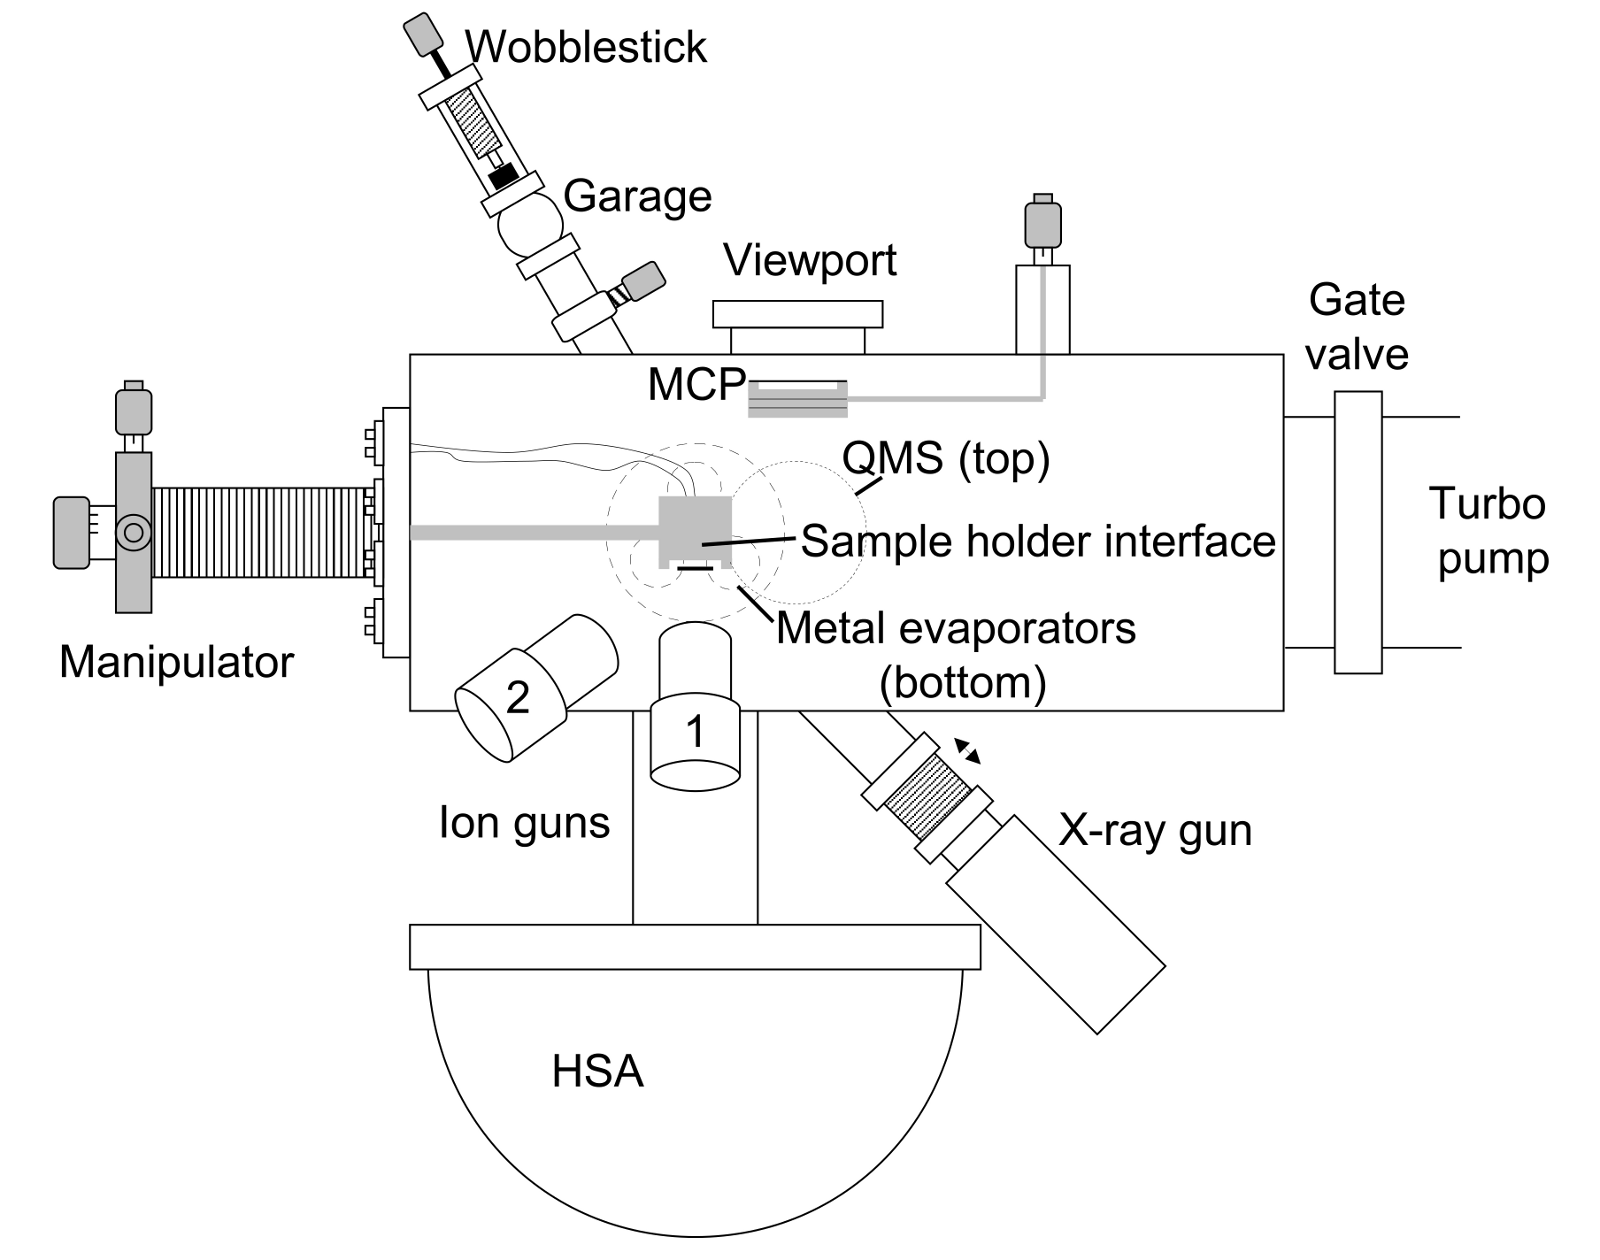 Wobblestick
Garage
Viewport
Gate
valve
MCP
QMS (top)
Turbo
pump
Sample holder interface
Metal evaporators
(bottom)
Manipulator
2
1
Ion guns
X-ray gun
HSA